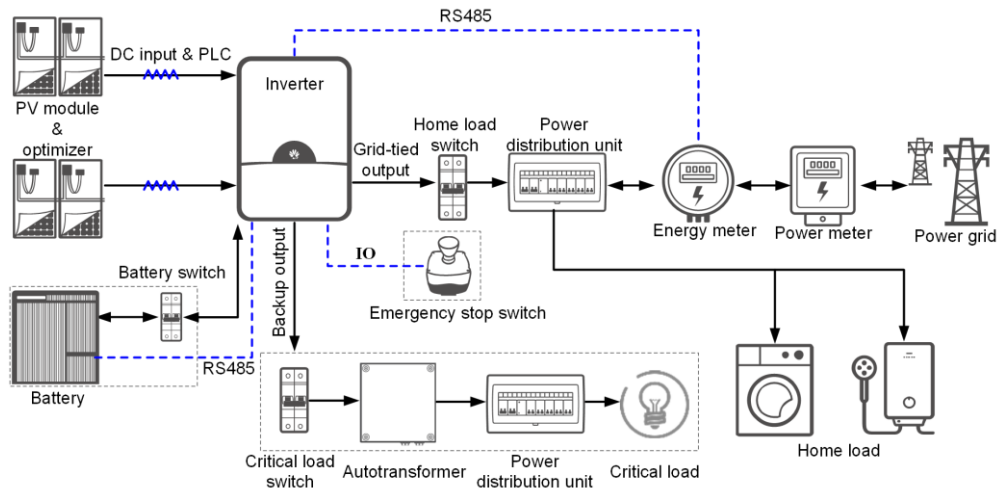 RS485
DC input & PLC
Inverter
PV module
&
optimizer
Home load
switch
Power
distribution unit
Grid-tied
output
Energy meter
Power meter
Power grid
IO
Emergency stop switch
Backup output
Battery switch
RS485
Battery
Critical load
switch
Autotransformer
Power
distribution unit
Critical load
Home load